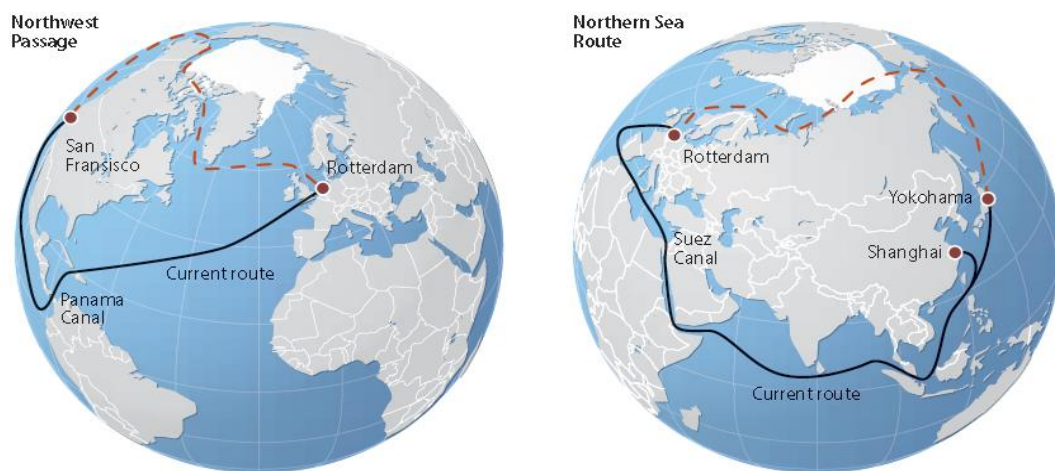 Northwest
Passage
San
Fransisco
Rotterdam
Current route
Panama
Canal
Northern Sea
Route
Rotterdam
Yokohama
Suez
Canal
Shanghai
Current route